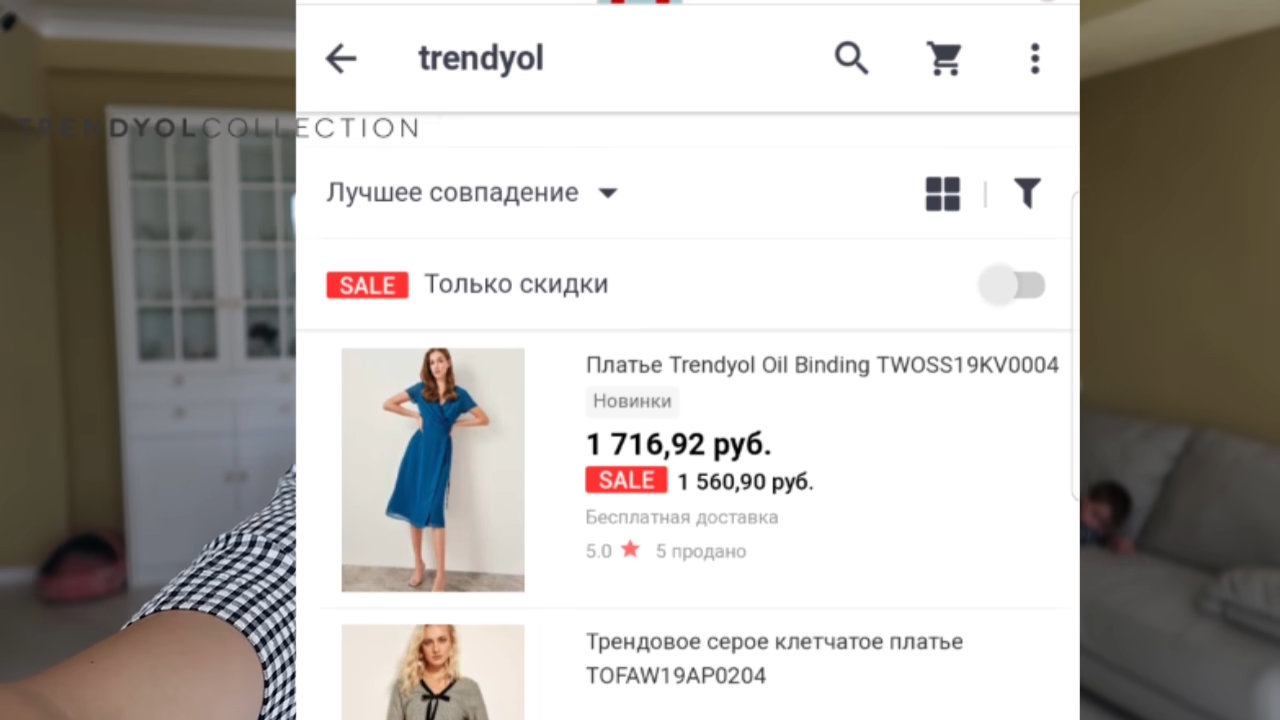 trendyol
TRENDYOLCOLLECTION
Лучшее совпадение
SALE Только скидки
Платье Trendyol Oil Binding TWOSS19KV0004
Новинки
1 716,92 руб.
SALE 1 560,90 руб.
Бесплатная доставка
5.0 5 продано
Трендовое серое клетчатое платье
TOFAW19AP0204